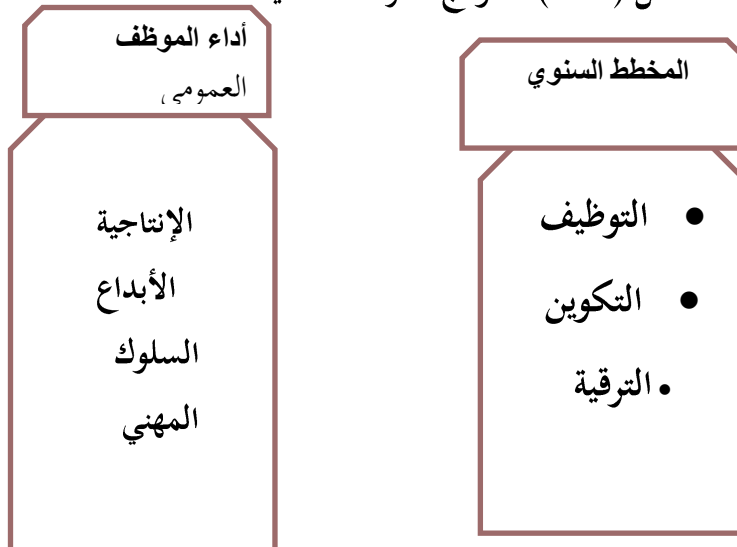 المخطط السنوي
• التوظيف
• التكوين
• الترقية
أداء الموظف
العمومي
الإنتاجية
الأبداع
السلوك
المهني